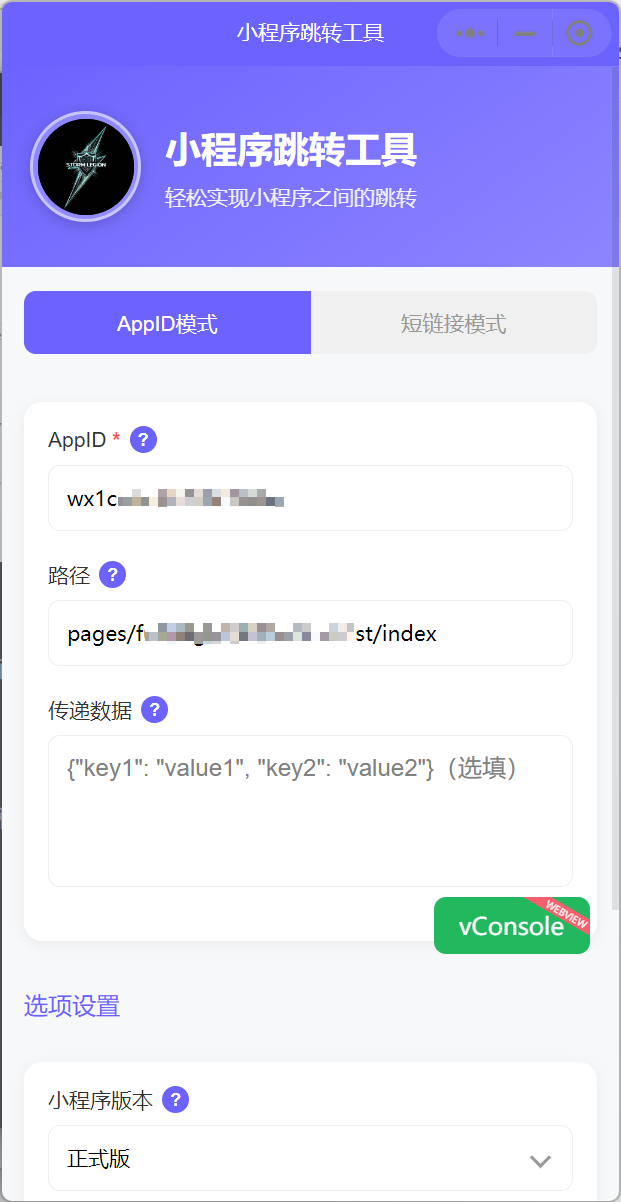 小程序跳转工具
STORM LEGION
小程序跳转工具
轻松实现小程序之间的跳转
AppID模式
短链接模式
AppID * ?
wx1c
路径 ?
pages/f st/index
传递数据 ?
{"key1": "value1", "key2": "value2"}（选填）
WEBVIEW
vConsole
选项设置
小程序版本 ?
正式版